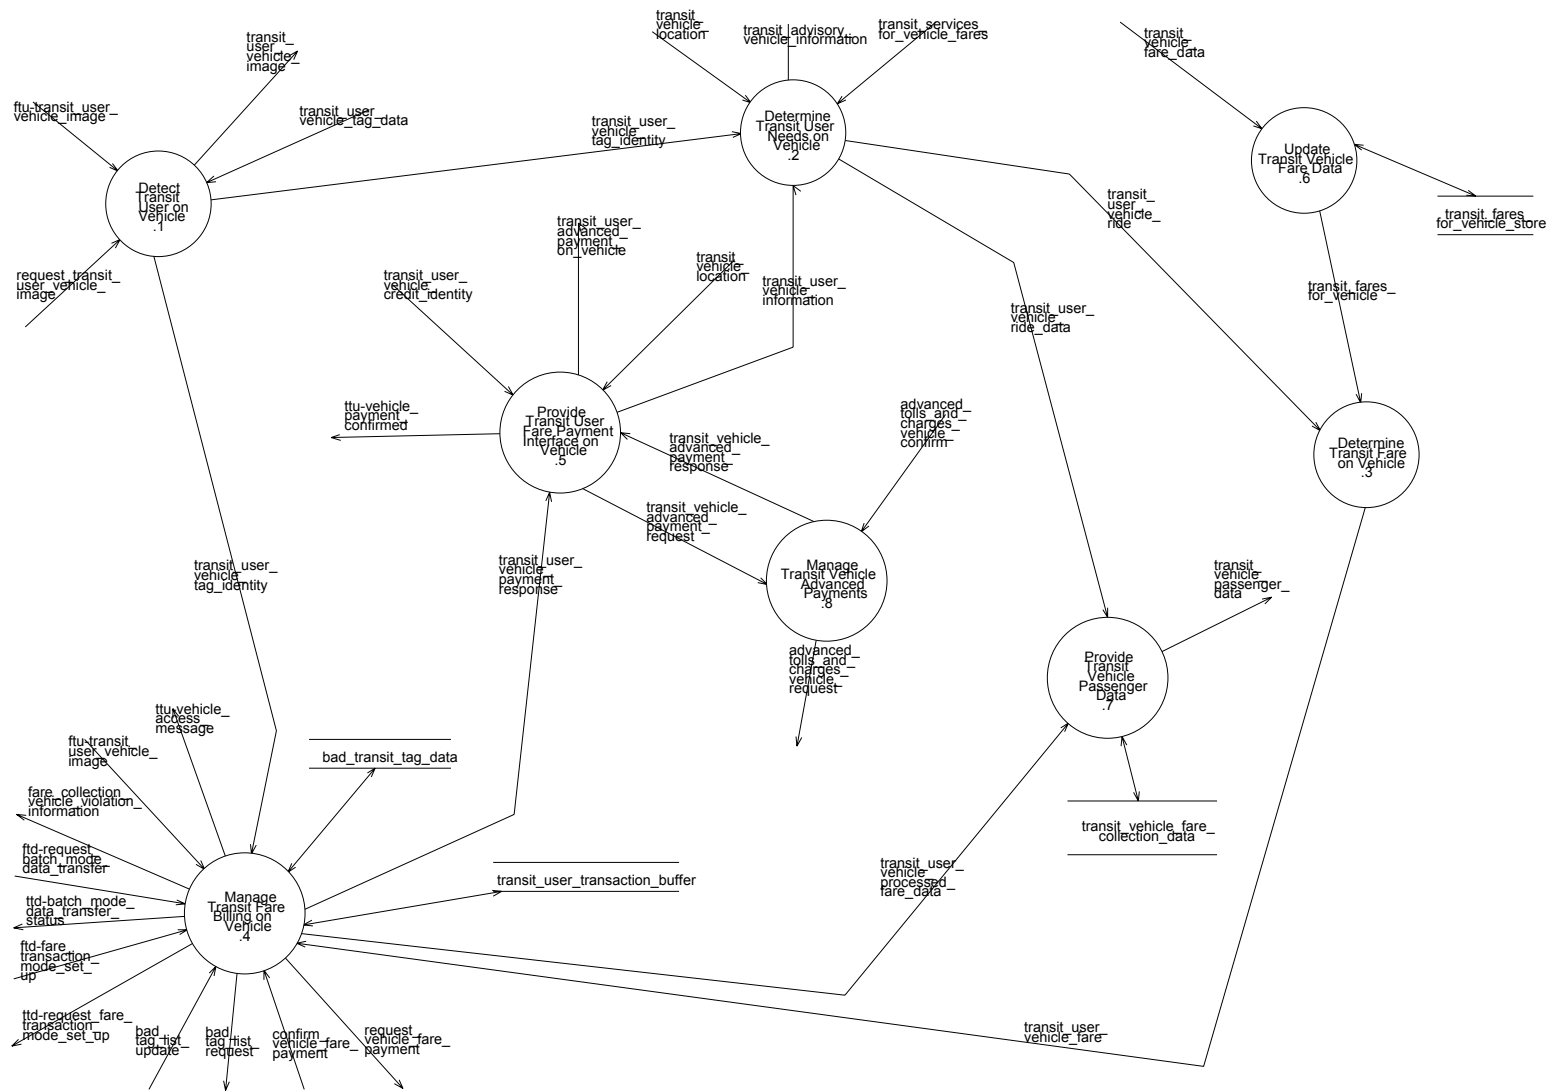 transit_
vehicle_
location
transit_advisory_
vehicle_information
transit_services_
for_vehicle_fares
transit_
vehicle_
fare_data
transit_
user_
vehicle_
image
ftu-transit_user_
vehicle_image
transit_user_
vehicle_tag_data
transit_user_
vehicle_
tag_identity
Determine
Transit User
Needs on
Vehicle
.2
Update
Transit Vehicle
Fare Data
.6
Detect
Transit
User on
Vehicle
.1
transit_
user_
vehicle_
ride
transit_fares_
for_vehicle_store
request_transit_
user_vehicle_
image
transit_user_
advanced_
payment_
on_vehicle
transit_user_
vehicle_
credit_identity
transit_
vehicle_
location
transit_user_
vehicle_
information
transit_user_
vehicle_
ride_data
transit_fares_
for_vehicle
ttu-vehicle_
payment_
confirmed
Provide
Transit User
Fare Payment
Interface on
Vehicle
.5
transit_vehicle_
advanced_
payment_
response
advanced_
tolls_and_
charges_
vehicle_
confirm
Determine
Transit Fare
on Vehicle
.3
transit_vehicle_
advanced_
payment_
request
transit_user_
vehicle_
tag_identity
transit_user_
vehicle_
payment_
response
Manage
Transit Vehicle
Advanced
Payments
.8
transit_
vehicle_
passenger_
data
advanced_
tolls_and_
charges_
vehicle_
request
Provide
Transit
Vehicle
Passenger
Data
.7
ttu-vehicle_
access_
message
ftu-transit_
user_vehicle_
image
bad_transit_tag_data
fare_collection_
vehicle_violation_
information
transit_vehicle_fare_
collection_data
ftd-request_
batch_mode_
data_transfer
transit_user_transaction_buffer
transit_user_
vehicle_
processed_
fare_data
ttd-batch_mode_
data_transfer_
status
Manage
Transit Fare
Billing on
Vehicle
.4
ftd-fare_
transaction_
mode_set_
up
ttd-request_fare_
transaction_
mode_set_up
bad_
tag_list_
update
bad_
tag_list_
request
confirm_
vehicle_fare_
payment
request_
vehicle_fare_
payment
transit_user_
vehicle_fare